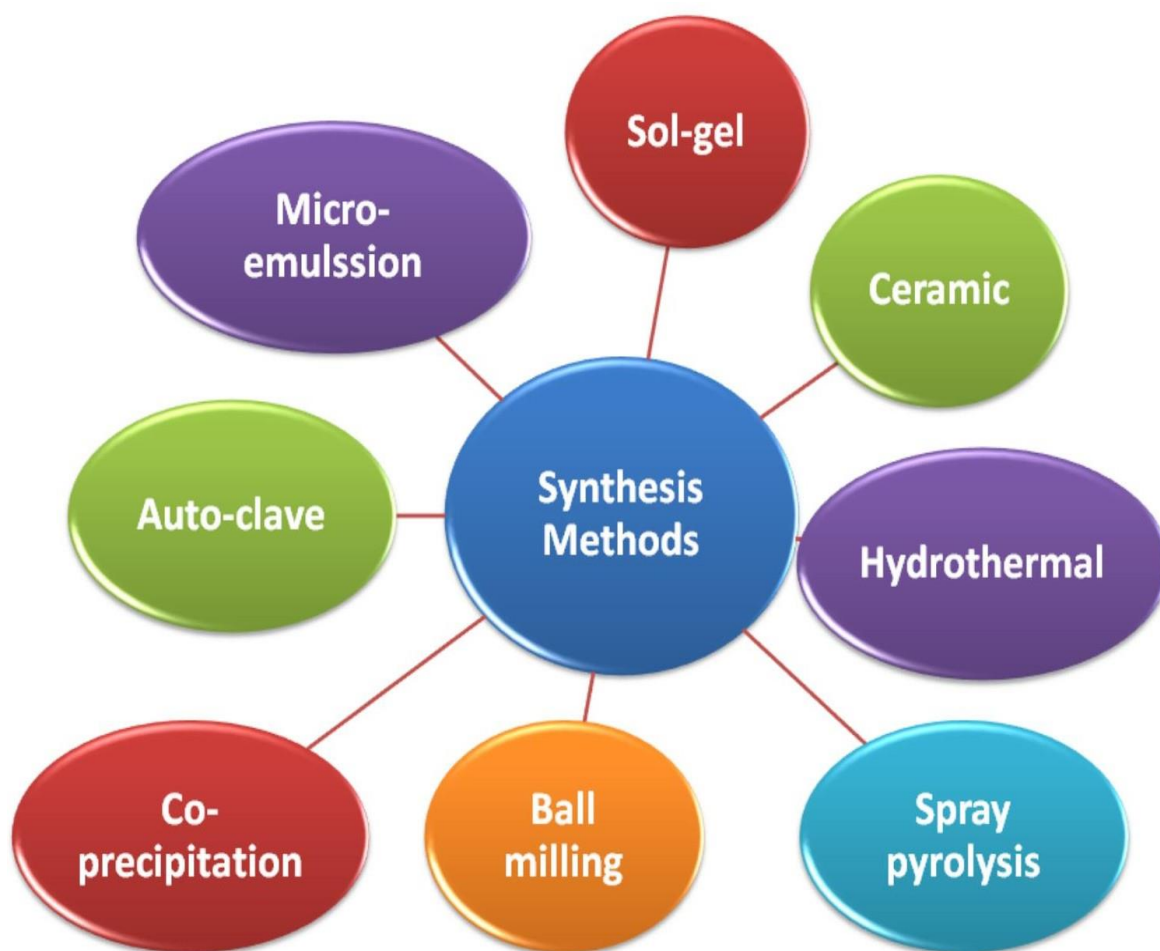 Sol-gel
Micro-
emulssion
Ceramic
Synthesis
Methods
Auto-clave
Hydrothermal
Co-
precipitation
Ball
milling
Spray
pyrolysis